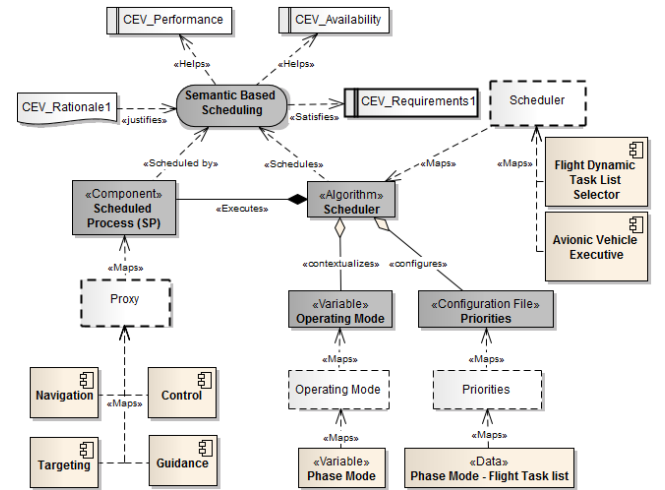 CEV_Performance
CEV_Availability
«Helps»
«Helps»
CEV_Rationale1
«justifies»
Semantic Based
Scheduling
«Satisfies»
CEV_Requirements1
Scheduler
«Scheduled by»
«Schedules»
«Maps»
«Maps»
Flight Dynamic
Task List
Selector
«Component»
Scheduled
Process (SP)
«Executes»
«Algorithm»
Scheduler
Avionic Vehicle
Executive
«Maps»
«contextualizes»
«configures»
Proxy
«Variable»
Operating Mode
«Configuration File»
Priorities
«Maps»
«Maps»
Navigation
Control
«Maps»
Operating Mode
Priorities
«Maps»
«Maps»
Targeting
Guidance
«Variable»
Phase Mode
«Data»
Phase Mode - Flight Task list